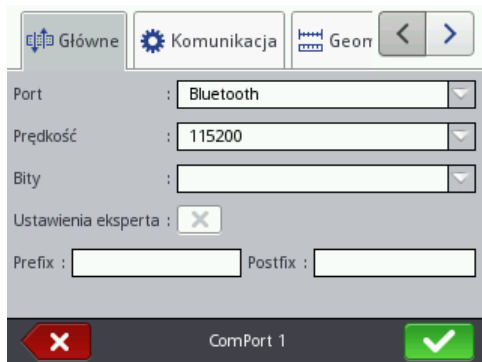 Główne Komunikacja Geom
Port : Bluetooth
Prędkość : 115200
Bity :
Ustawienia eksperta :
Prefix : Postfix :
ComPort 1